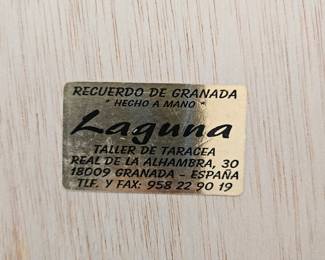 RECUERDO DE GRANADA
" HECHO A MANO "
Laguna
TALLER DE TARACEA
REAL DE LA ALHAMBRA, 30
18009 GRANADA - ESPAÑA
TLF. Y FAX: 958 22 90 19